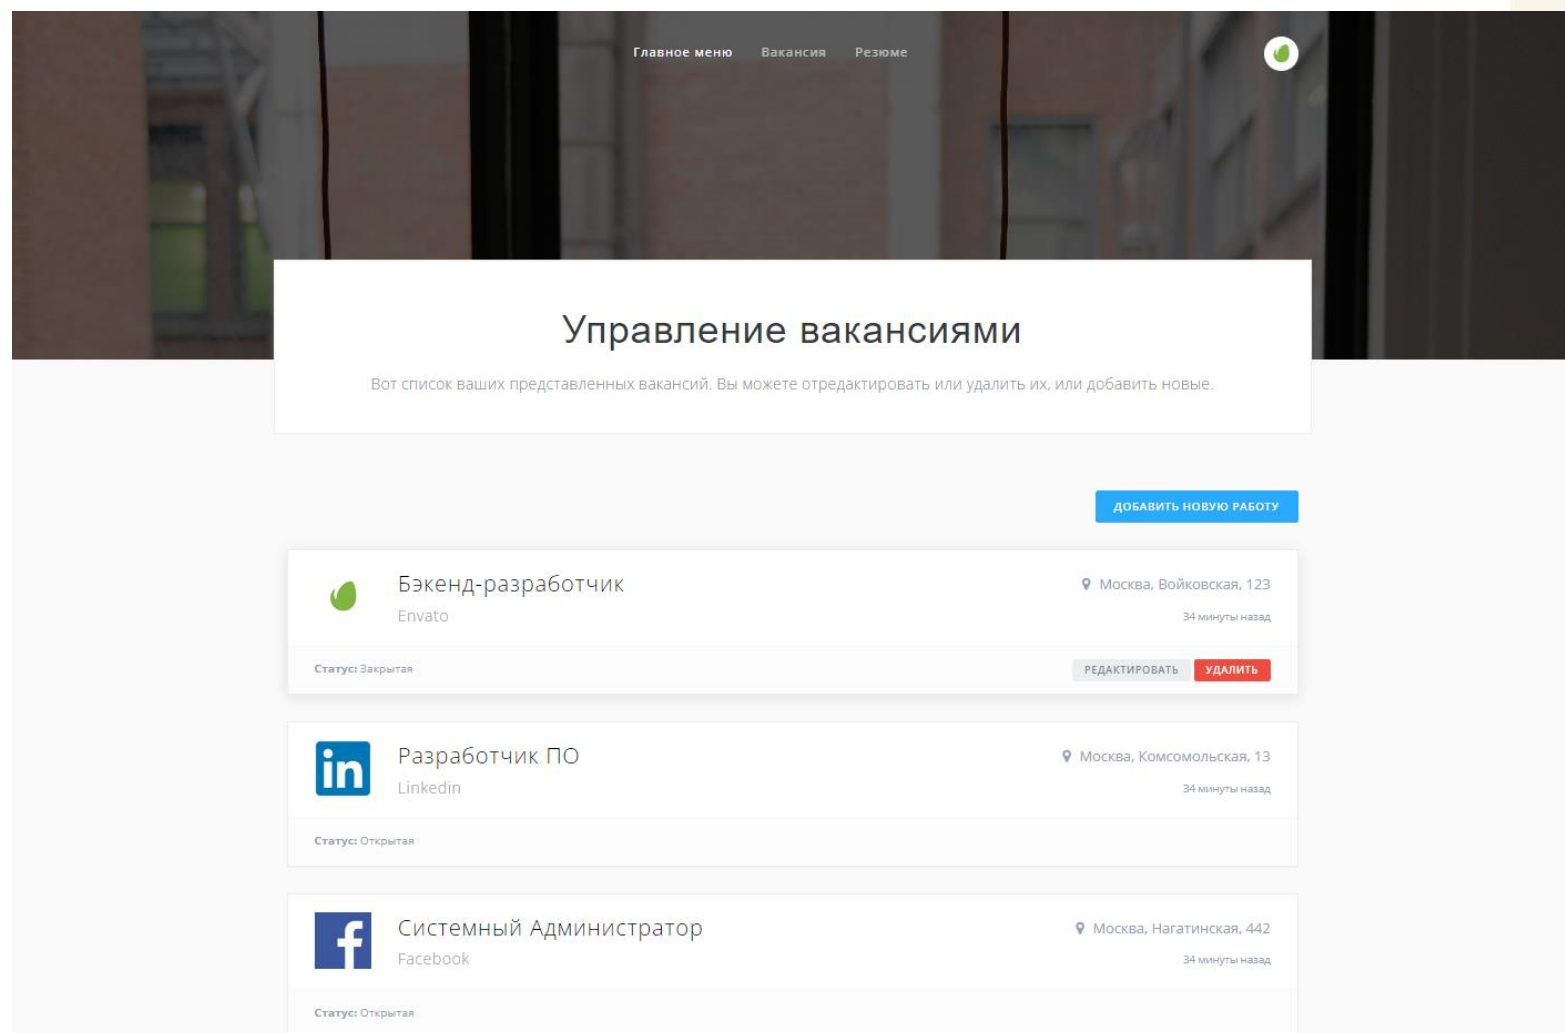 Главное меню Вакансия Резюме
Управление вакансиями
Вот список ваших представленных вакансий. Вы можете отредактировать или удалить их, или добавить новые.
ДОБАВИТЬ НОВУЮ РАБОТУ
Бэкенд-разработчик
Москва, Войковская, 123
Envato
34 минуты назад
Статус: Закрытая
РЕДАКТИРОВАТЬ УДАЛИТЬ
in
Разработчик ПО
Москва, Комсомольская, 13
Linkedin
34 минуты назад
Статус: Открытая
f
Системный Администратор
Москва, Нагатинская, 442
Facebook
34 минуты назад
Статус: Открытая